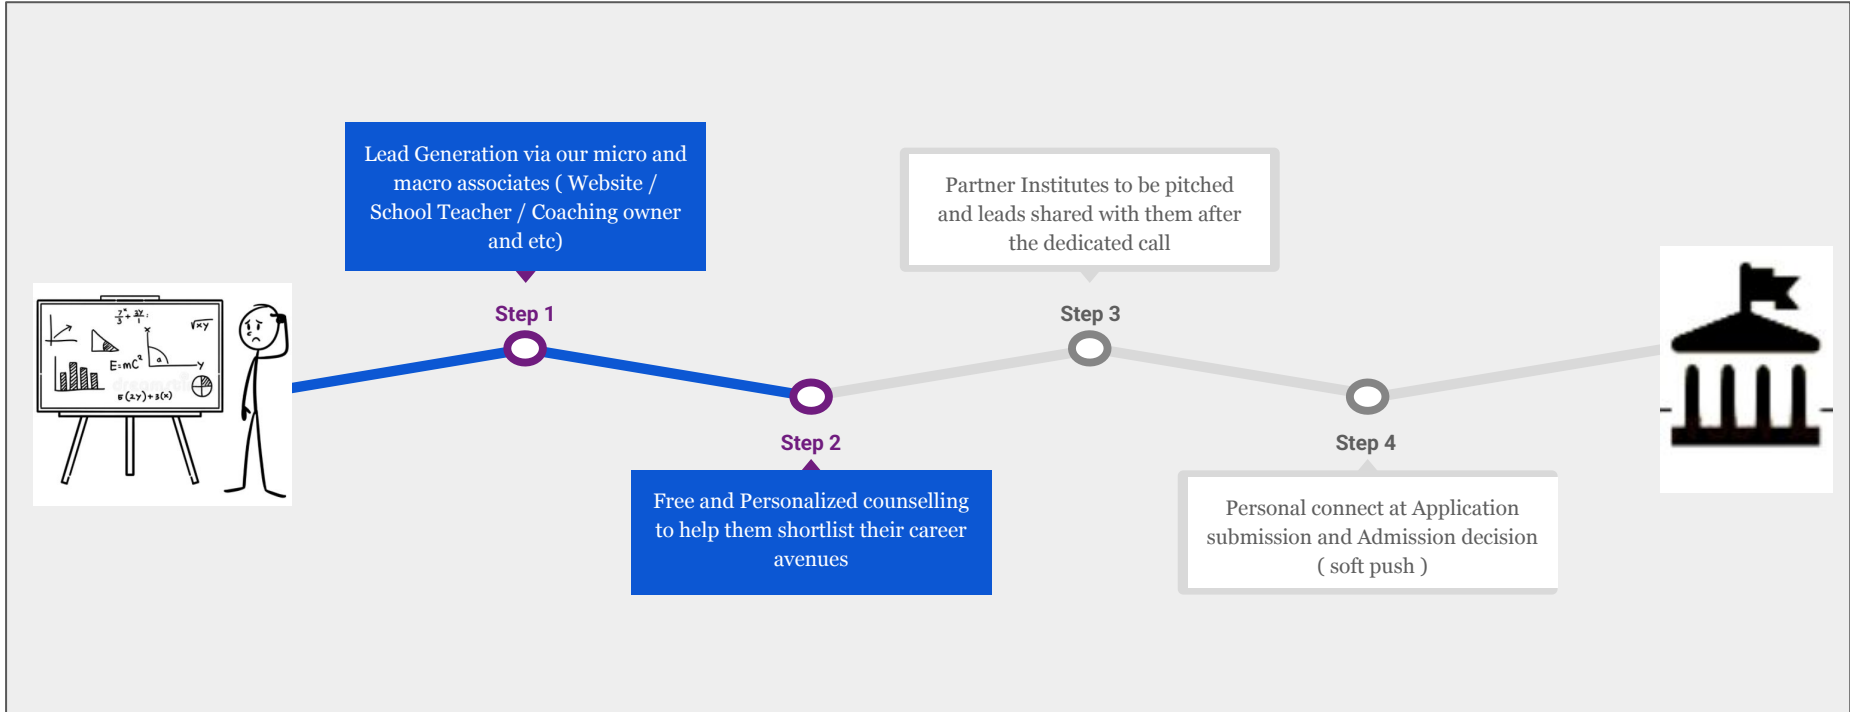 Lead Generation via our micro and
macro associates ( Website /
School Teacher / Coaching owner
and etc)
Step 1
Step 2
Free and Personalized counselling
to help them shortlist their career
avenues
Partner Institutes to be pitched
and leads shared with them after
the dedicated call
Step 3
Step 4
Personal connect at Application
submission and Admission decision
( soft push )
√xy
x
a
y
E=mC²